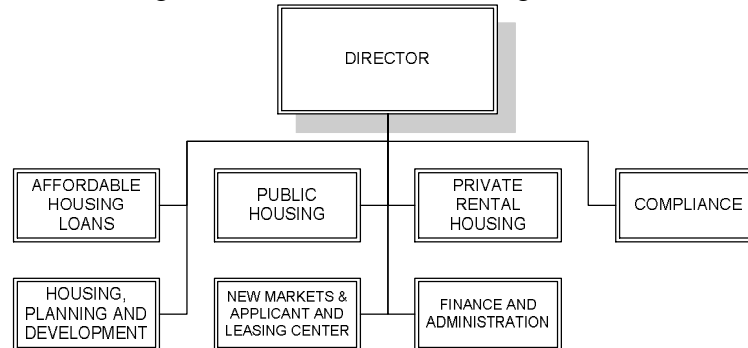 DIRECTOR
AFFORDABLE
HOUSING
LOANS
PUBLIC
HOUSING
PRIVATE
RENTAL
HOUSING
COMPLIANCE
HOUSING,
PLANNING AND
DEVELOPMENT
NEW MARKETS &
APPLICANT AND
LEASING CENTER
FINANCE AND
ADMINISTRATION